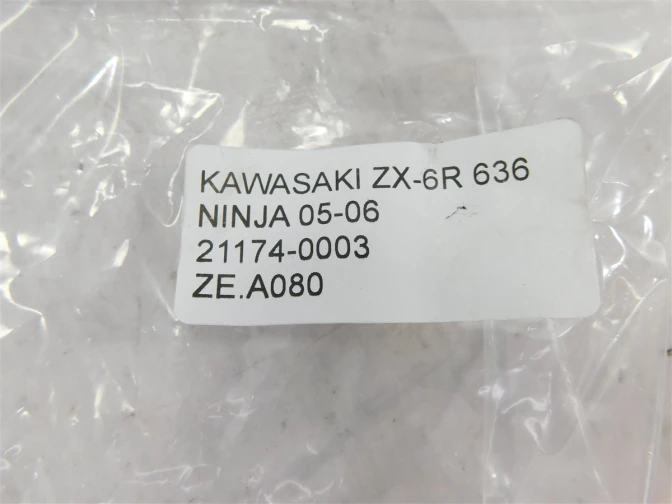 KAWASAKI ZX-6R 636
NINJA 05-06
21174-0003
ZE.A080